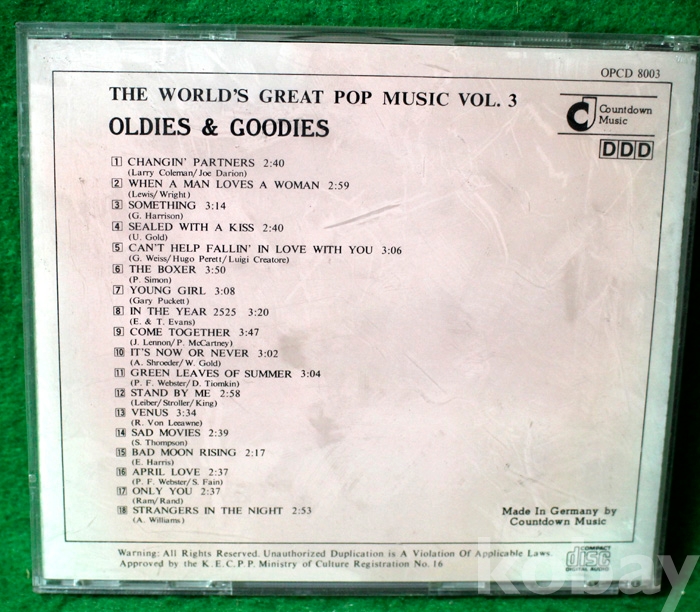 OPCD 8003
THE WORLD'S GREAT POP MUSIC VOL. 3
OLDIES & GOODIES
Countdown
Music
DDD
1 CHANGIN' PARTNERS 2:40
(Larry Coleman/Joe Darion)
2 WHEN A MAN LOVES A WOMAN 2:59
(Lewis/Wright)
3 SOMETHING 3:14
(G. Harrison)
4 SEALED WITH A KISS 2:40
(U. Gold)
5 CAN'T HELP FALLIN' IN LOVE WITH YOU 3:06
(G. Weiss/Hugo Perett/Luigi Creatore)
6 THE BOXER 3:50
(P. Simon)
7 YOUNG GIRL 3:08
(Gary Puckett)
8 IN THE YEAR 2525 3:20
(E. & T. Evans)
9 COME TOGETHER 3:47
(J. Lennon/P. McCartney)
10 IT'S NOW OR NEVER 3:02
(A. Shroeder/W. Gold)
11 GREEN LEAVES OF SUMMER 3:04
(P. F. Webster/D. Tiomkin)
12 STAND BY ME 2:58
(Leiber/Stroller/King)
13 VENUS 3:34
(R. Von Leeawne)
14 SAD MOVIES 2:39
(S. Thompson)
15 BAD MOON RISING 2:17
(E. Harris)
16 APRIL LOVE 2:37
(P. F. Webster/S. Fain)
17 ONLY YOU 2:37
(Ram/Rand)
18 STRANGERS IN THE NIGHT 2:53
(A. Williams)
Made In Germany by
Countdown Music
Warning: All Rights Reserved. Unauthorized Duplication is A Violation Of Applicable Laws.
Approved by the K.E.C.P.P. Ministry of Culture Registration No. 16
COMPACT
disc
DIGITAL AUDIO
kobay